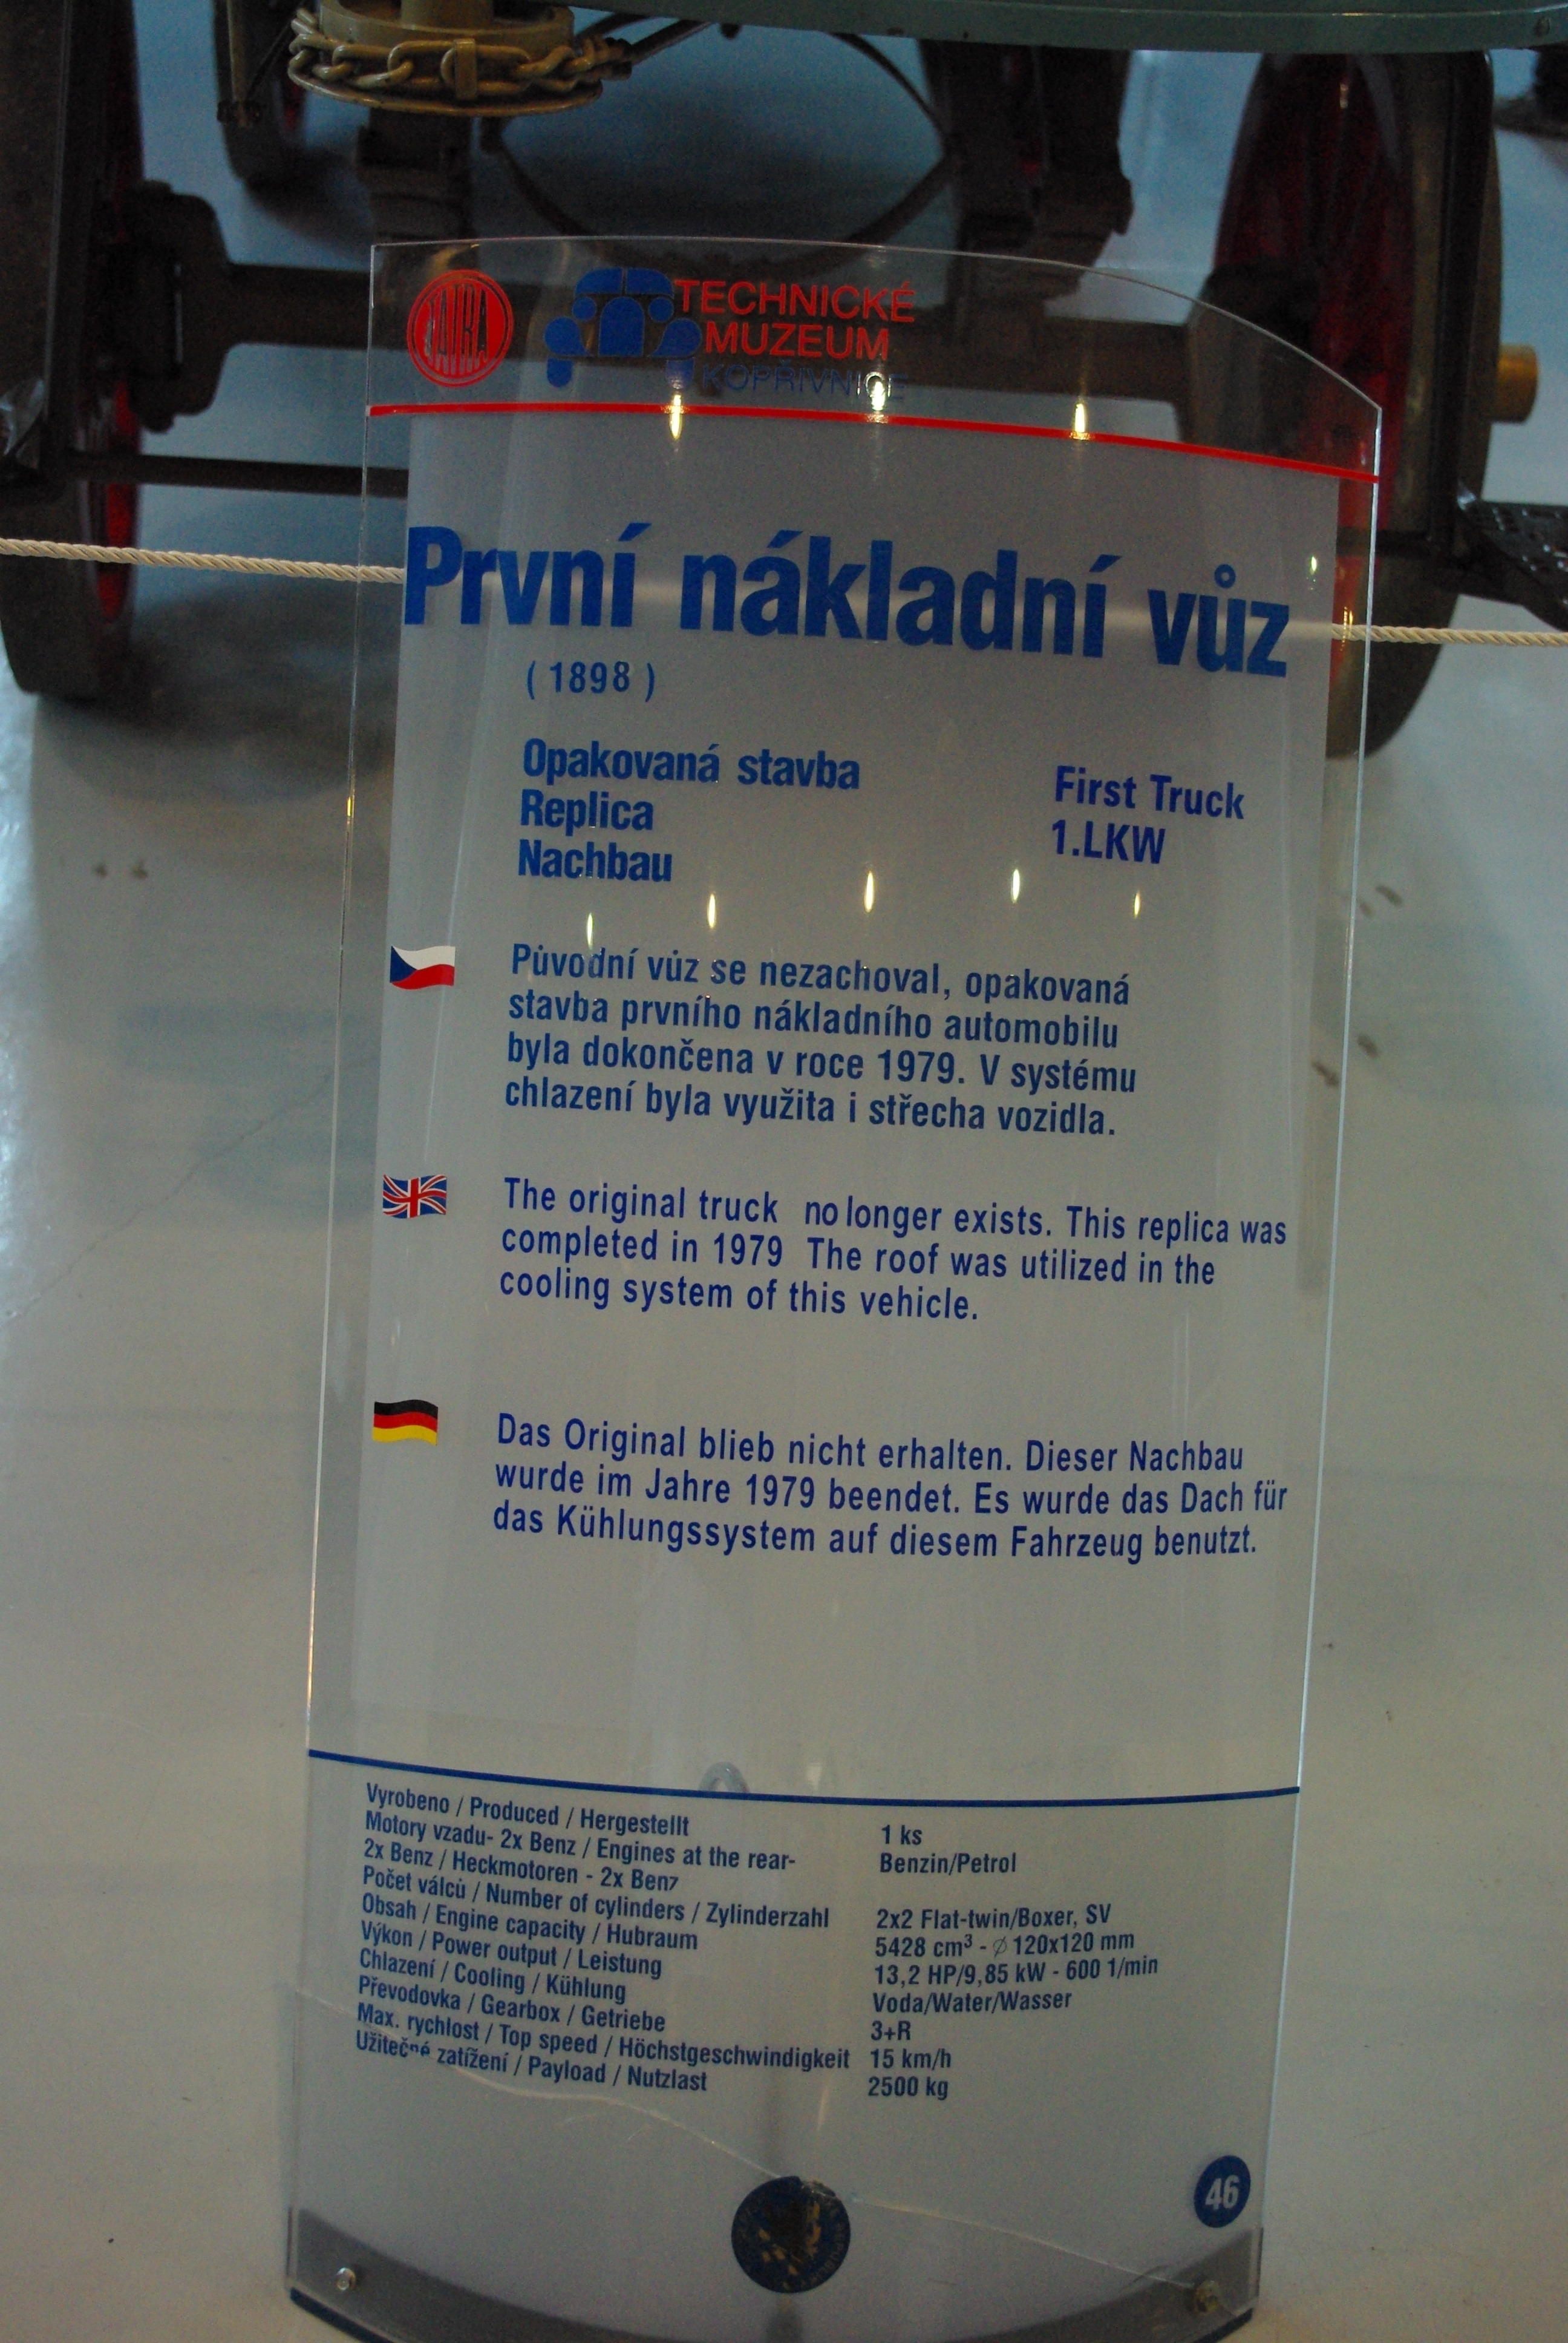 TATRA
TECHNICKÉ
MUZEUM
KOPŘIVNICE
První nákladní vůz
( 1898 )
Opakovaná stavba
Replica
Nachbau
First Truck
1.LKW
Původní vůz se nezachoval, opakovaná
stavba prvního nákladního automobilu
byla dokončena v roce 1979. V systému
chlazení byla využita i střecha vozidla.
The original truck no longer exists. This replica was
completed in 1979 The roof was utilized in the
cooling system of this vehicle.
Das Original blieb nicht erhalten. Dieser Nachbau
wurde im Jahre 1979 beendet. Es wurde das Dach für
das Kühlungssystem auf diesem Fahrzeug benutzt.
Vyrobeno / Produced / Hergestellt 1 ks
Motory vzadu- 2x Benz / Engines at the rear- Benzin/Petrol
2x Benz / Heckmotoren - 2x Benz
Počet válců / Number of cylinders / Zylinderzahl 2x2 Flat-twin/Boxer, SV
Obsah / Engine capacity / Hubraum 5428 cm³ - ⌀ 120x120 mm
Výkon / Power output / Leistung 13,2 HP/9,85 kW - 600 1/min
Chlazení / Cooling / Kühlung Voda/Water/Wasser
Převodovka / Gearbox / Getriebe 3+R
Max. rychlost / Top speed / Höchstgeschwindigkeit 15 km/h
Užitečné zatížení / Payload / Nutzlast 2500 kg
46